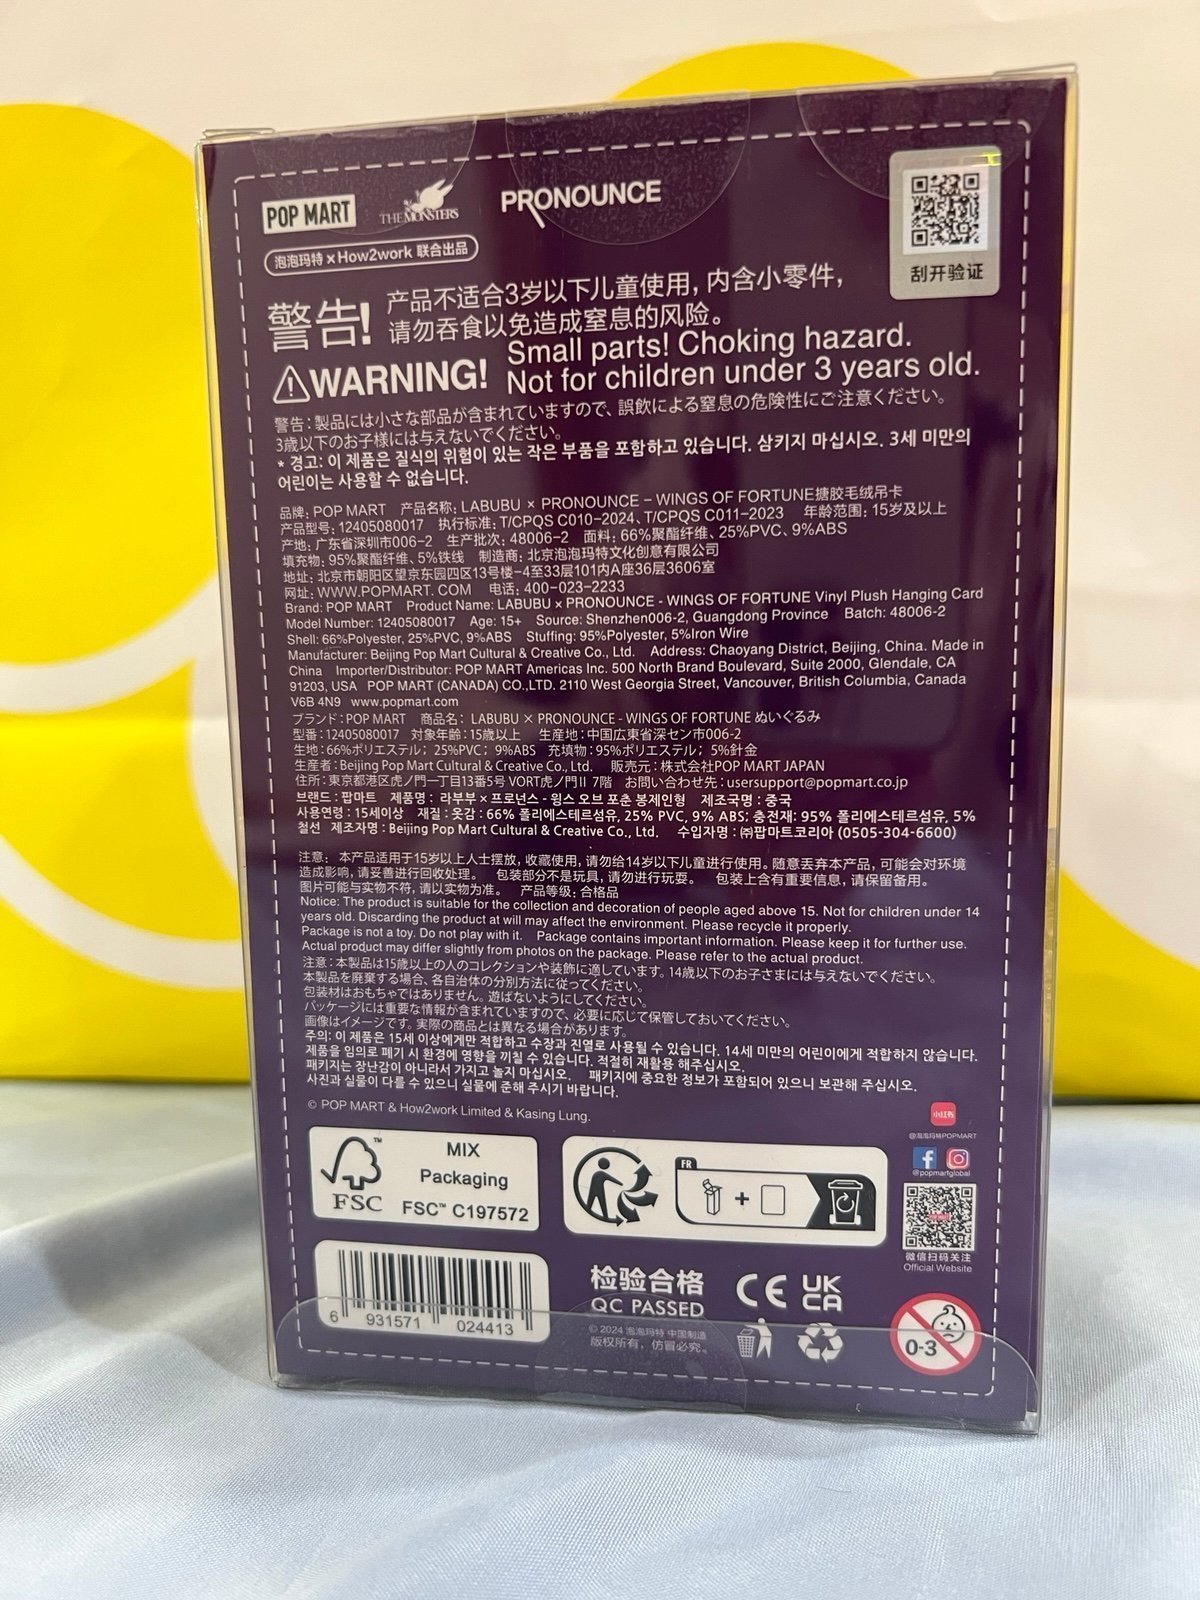 POP MART
THE MONSTERS
PRONOUNCE
泡泡玛特×How2work 联合出品
刮开验证
警告!
产品不适合3岁以下儿童使用，内含小零件，
请勿吞食以免造成窒息的风险。
WARNING!
Small parts! Choking hazard.
Not for children under 3 years old.
警告：製品には小さな部品が含まれていますので、誤飲による窒息の危険性にご注意ください。
3歳以下のお子様には与えないでください。
* 경고: 이 제품은 질식의 위험이 있는 작은 부품을 포함하고 있습니다. 삼키지 마십시오. 3세 미만의
어린이는 사용할 수 없습니다.
品牌：POP MART 产品名称：LABUBU × PRONOUNCE – WINGS OF FORTUNE搪胶毛绒吊卡
产品型号：12405080017 执行标准：T/CPQS C010-2024、T/CPQS C011-2023 年龄范围：15岁及以上
产地：广东省深圳市006-2 生产批次：48006-2 面料：66%聚酯纤维、25%PVC、9%ABS
填充物：95%聚酯纤维、5%铁线 制造商：北京泡泡玛特文化创意有限公司
地址：北京市朝阳区望京东园四区13号楼-4至33层101内A座36层3606室
网址：WWW.POPMART. COM 电话：400-023-2233
Brand: POP MART Product Name: LABUBU × PRONOUNCE - WINGS OF FORTUNE Vinyl Plush Hanging Card
Model Number: 12405080017 Age: 15+ Source: Shenzhen006-2, Guangdong Province Batch: 48006-2
Shell: 66%Polyester, 25%PVC, 9%ABS Stuffing: 95%Polyester, 5%Iron Wire
Manufacturer: Beijing Pop Mart Cultural & Creative Co., Ltd. Address: Chaoyang District, Beijing, China. Made in
China Importer/Distributor: POP MART Americas Inc. 500 North Brand Boulevard, Suite 2000, Glendale, CA
91203, USA POP MART (CANADA) CO.,LTD. 2110 West Georgia Street, Vancouver, British Columbia, Canada
V6B 4N9 www.popmart.com
ブランド：POP MART 商品名： LABUBU × PRONOUNCE - WINGS OF FORTUNE ぬいぐるみ
型番：12405080017 対象年齢：15歳以上 生産地：中国広東省深セン市006-2
生地：66%ポリエステル； 25%PVC； 9%ABS 充填物：95%ポリエステル； 5%針金
生産者：Beijing Pop Mart Cultural & Creative Co., Ltd. 販売元：株式会社POP MART JAPAN
住所：東京都港区虎ノ門一丁目13番5号 VORT虎ノ門II 7階 お問い合わせ先：usersupport@popmart.co.jp
브랜드 : 팝마트 제품명 : 라부부 × 프로넌스 - 윙스 오브 포춘 봉제인형 제조국명 : 중국
사용연령 : 15세이상 재질 : 옷감 : 66% 폴리에스테르섬유, 25% PVC, 9% ABS; 충전재: 95% 폴리에스테르섬유, 5%
철선 제조자명 : Beijing Pop Mart Cultural & Creative Co., Ltd. 수입자명 : ㈜팝마트코리아 (0505-304-6600)
注意：本产品适用于15岁以上人士摆放，收藏使用，请勿给14岁以下儿童进行使用。随意丢弃本产品，可能会对环境
造成影响，请妥善进行回收处理。 包装部分不是玩具，请勿进行玩耍。 包装上含有重要信息，请保留备用。
图片可能与实物不符，请以实物为准。 产品等级：合格品
Notice: The product is suitable for the collection and decoration of people aged above 15. Not for children under 14
years old. Discarding the product at will may affect the environment. Please recycle it properly.
Package is not a toy. Do not play with it. Package contains important information. Please keep it for further use.
Actual product may differ slightly from photos on the package. Please refer to the actual product.
注意：本製品は15歳以上の人のコレクションや装飾に適しています。14歳以下のお子さまには与えないでください。
本製品を廃棄する場合、各自治体の分別方法に従ってください。
包装材はおもちゃではありません。遊ばないようにしてください。
パッケージには重要な情報が含まれていますので、必要に応じて保管しておいてください。
画像はイメージです。実際の商品とは異なる場合があります。
주의: 이 제품은 15세 이상에게만 적합하고 수장과 진열로 사용될 수 있습니다. 14세 미만의 어린이에게 적합하지 않습니다.
제품을 임의로 폐기 시 환경에 영향을 끼칠 수 있습니다. 적절히 재활용 해주십시오.
패키지는 장난감이 아니라서 가지고 놀지 마십시오. 패키지에 중요한 정보가 포함되어 있으니 보관해 주십시오.
사진과 실물이 다를 수 있으니 실물에 준해 주시기 바랍니다.
© POP MART & How2work Limited & Kasing Lung.
小红书
@泡泡玛特POPMART
@popmartglobal
微信扫码关注
Official Website
FSC
MIX
Packaging
FSC™ C197572
FR
6 931571 024413
检验合格
QC PASSED
© 2024 泡泡玛特 中国制造
版权所有，仿冒必究。
CE
UK
CA
0-3